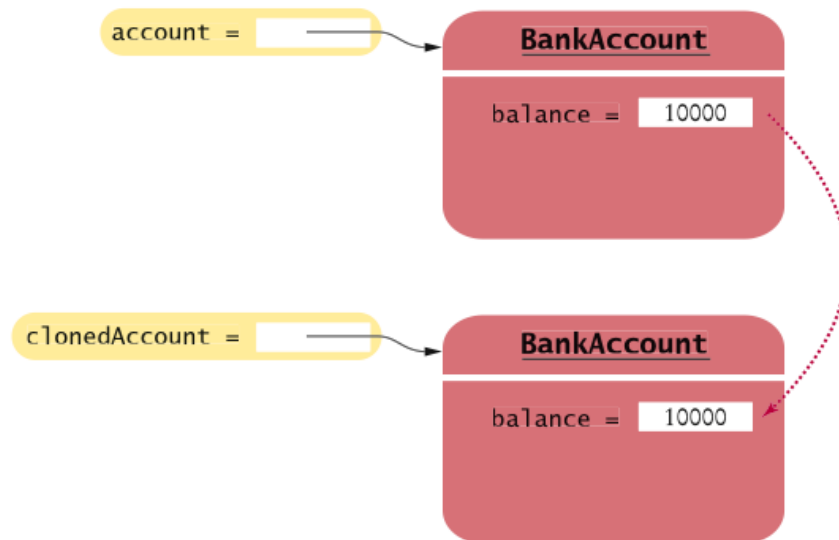 account =
BankAccount
balance = 10000
clonedAccount =
BankAccount
balance = 10000